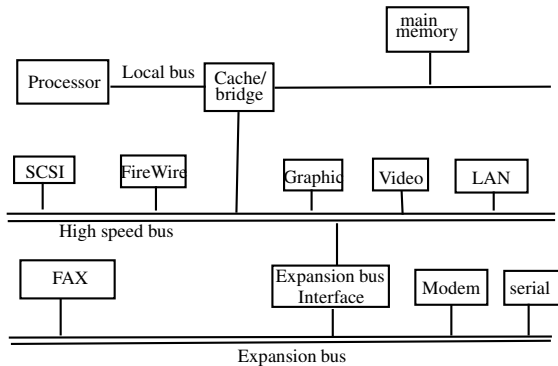 main
memory
Processor
Local bus
Cache/
bridge
SCSI
FireWire
Graphic
Video
LAN
High speed bus
FAX
Expansion bus
Interface
Modem
serial
Expansion bus